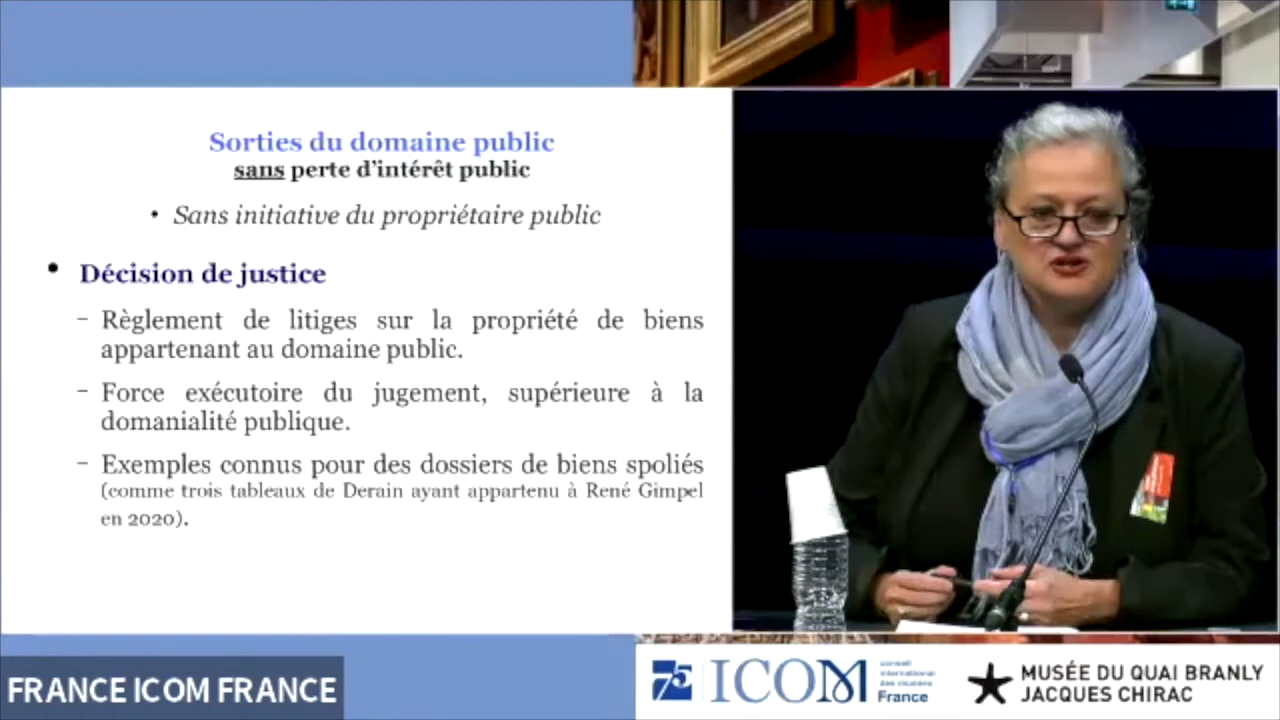 Sorties du domaine public
sans perte d'intérêt public
• Sans initiative du propriétaire public
• Décision de justice
– Règlement de litiges sur la propriété de biens
appartenant au domaine public.
– Force exécutoire du jugement, supérieure à la
domanialité publique.
– Exemples connus pour des dossiers de biens spoliés
(comme trois tableaux de Derain ayant appartenu à René Gimpel
en 2020).
FRANCE ICOM FRANCE
75 ICOM
conseil
international
des musées
France
MUSÉE DU QUAI BRANLY
JACQUES CHIRAC